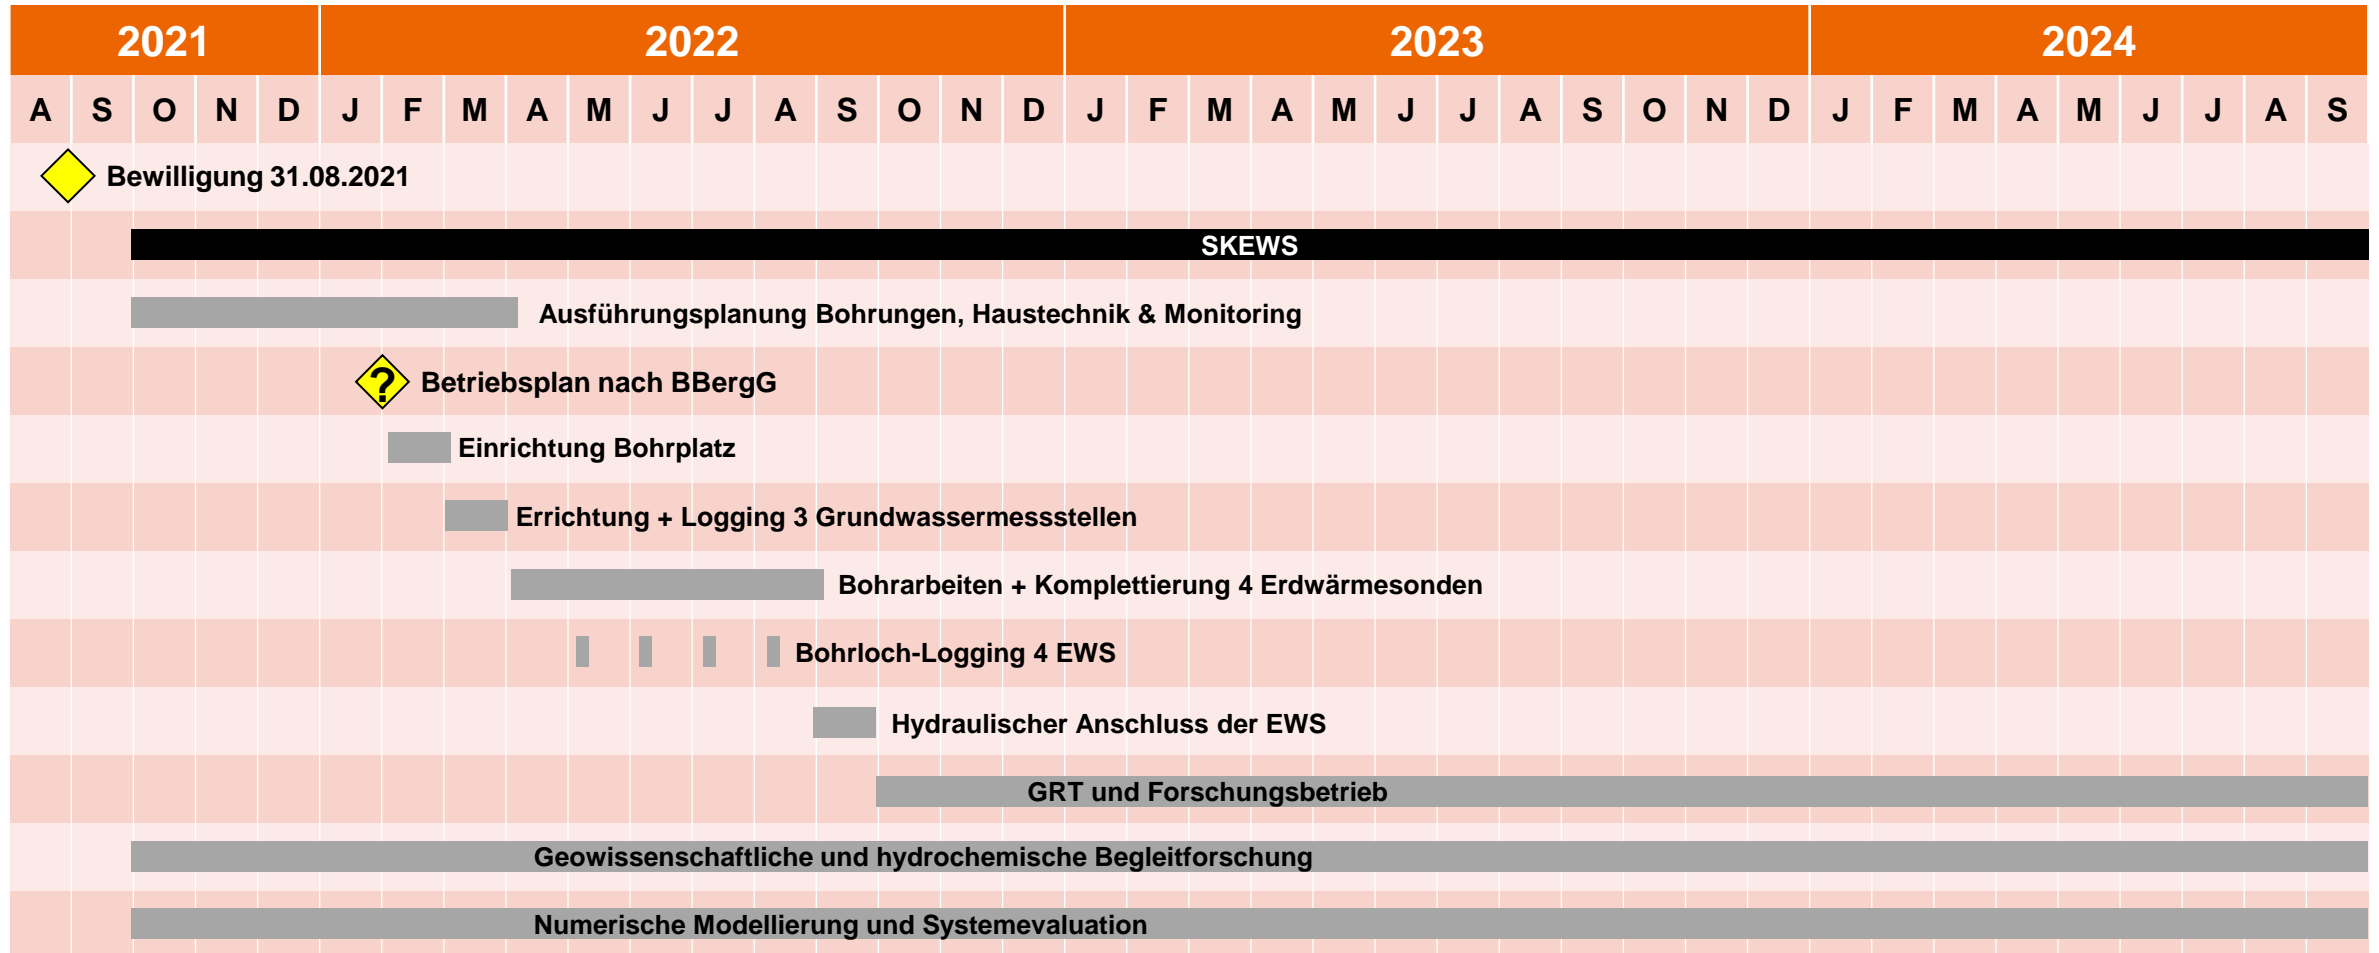 2021 2022 2023 2024
A S O N D J F M A M J J A S O N D J F M A M J J A S O N D J F M A M J J A S
Bewilligung 31.08.2021
SKEWS
Ausführungsplanung Bohrungen, Haustechnik & Monitoring
? Betriebsplan nach BBergG
Einrichtung Bohrplatz
Errichtung + Logging 3 Grundwassermessstellen
Bohrarbeiten + Komplettierung 4 Erdwärmesonden
Bohrloch-Logging 4 EWS
Hydraulischer Anschluss der EWS
GRT und Forschungsbetrieb
Geowissenschaftliche und hydrochemische Begleitforschung
Numerische Modellierung und Systemevaluation